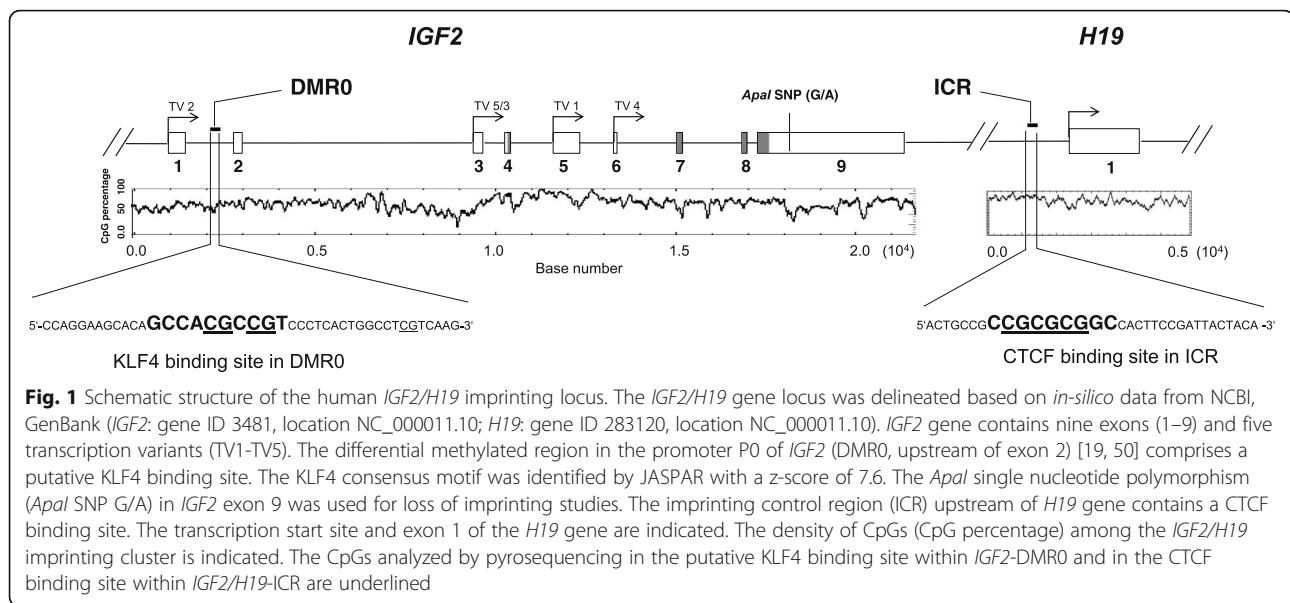 IGF2 H19
DMR0 ICR
TV 2 TV 5/3 TV 1 TV 4 ApaI SNP (G/A)
1 2 3 4 5 6 7 8 9 1
CpG percentage
100
50
0.0
0.0 0.5 1.0 1.5 2.0 (10⁴) 0.0 0.5 (10⁴)
Base number
5'-CCAGGAAGCACAGCCACGCCGTCCCTCACTGGCCTCGTCAAG-3' 5'ACTGCCGCCGCGCGGCCACTTCCGATTACTACA -3'
KLF4 binding site in DMR0 CTCF binding site in ICR
Fig. 1 Schematic structure of the human IGF2/H19 imprinting locus. The IGF2/H19 gene locus was delineated based on in-silico data from NCBI,
GenBank (IGF2: gene ID 3481, location NC_000011.10; H19: gene ID 283120, location NC_000011.10). IGF2 gene contains nine exons (1–9) and five
transcription variants (TV1-TV5). The differential methylated region in the promoter P0 of IGF2 (DMR0, upstream of exon 2) [19, 50] comprises a
putative KLF4 binding site. The KLF4 consensus motif was identified by JASPAR with a z-score of 7.6. The ApaI single nucleotide polymorphism
(ApaI SNP G/A) in IGF2 exon 9 was used for loss of imprinting studies. The imprinting control region (ICR) upstream of H19 gene contains a CTCF
binding site. The transcription start site and exon 1 of the H19 gene are indicated. The density of CpGs (CpG percentage) among the IGF2/H19
imprinting cluster is indicated. The CpGs analyzed by pyrosequencing in the putative KLF4 binding site within IGF2-DMR0 and in the CTCF
binding site within IGF2/H19-ICR are underlined